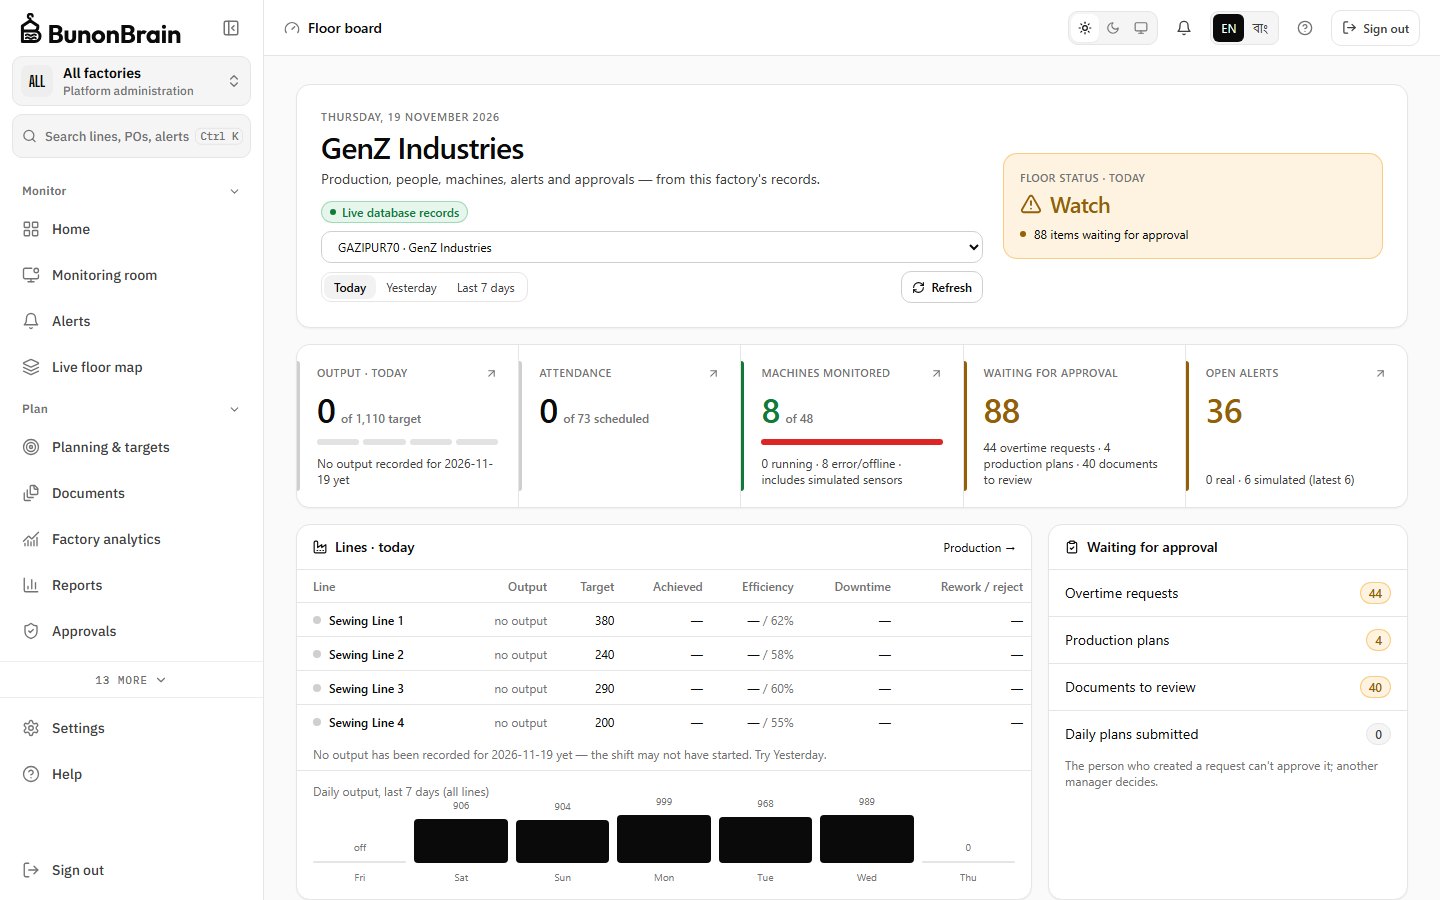 BunonBrain
ALL
All factories
Platform administration
Search lines, POs, alerts Ctrl K
Monitor
Home
Monitoring room
Alerts
Live floor map
Plan
Planning & targets
Documents
Factory analytics
Reports
Approvals
13 MORE
Settings
Help
Sign out
Floor board
EN বাং
Sign out
THURSDAY, 19 NOVEMBER 2026
GenZ Industries
Production, people, machines, alerts and approvals — from this factory's records.
Live database records
GAZIPUR70 · GenZ Industries
Today Yesterday Last 7 days
Refresh
FLOOR STATUS · TODAY
Watch
88 items waiting for approval
OUTPUT · TODAY
0 of 1,110 target
No output recorded for 2026-11-
19 yet
ATTENDANCE
0 of 73 scheduled
MACHINES MONITORED
8 of 48
0 running · 8 error/offline ·
includes simulated sensors
WAITING FOR APPROVAL
88
44 overtime requests · 4
production plans · 40 documents
to review
OPEN ALERTS
36
0 real · 6 simulated (latest 6)
Lines · today
Production →
Line Output Target Achieved Efficiency Downtime Rework / reject
Sewing Line 1 no output 380 — — / 62% — —
Sewing Line 2 no output 240 — — / 58% — —
Sewing Line 3 no output 290 — — / 60% — —
Sewing Line 4 no output 200 — — / 55% — —
No output has been recorded for 2026-11-19 yet — the shift may not have started. Try Yesterday.
Daily output, last 7 days (all lines)
off 906 904 999 968 989 0
Fri Sat Sun Mon Tue Wed Thu
Waiting for approval
Overtime requests 44
Production plans 4
Documents to review 40
Daily plans submitted 0
The person who created a request can't approve it; another
manager decides.